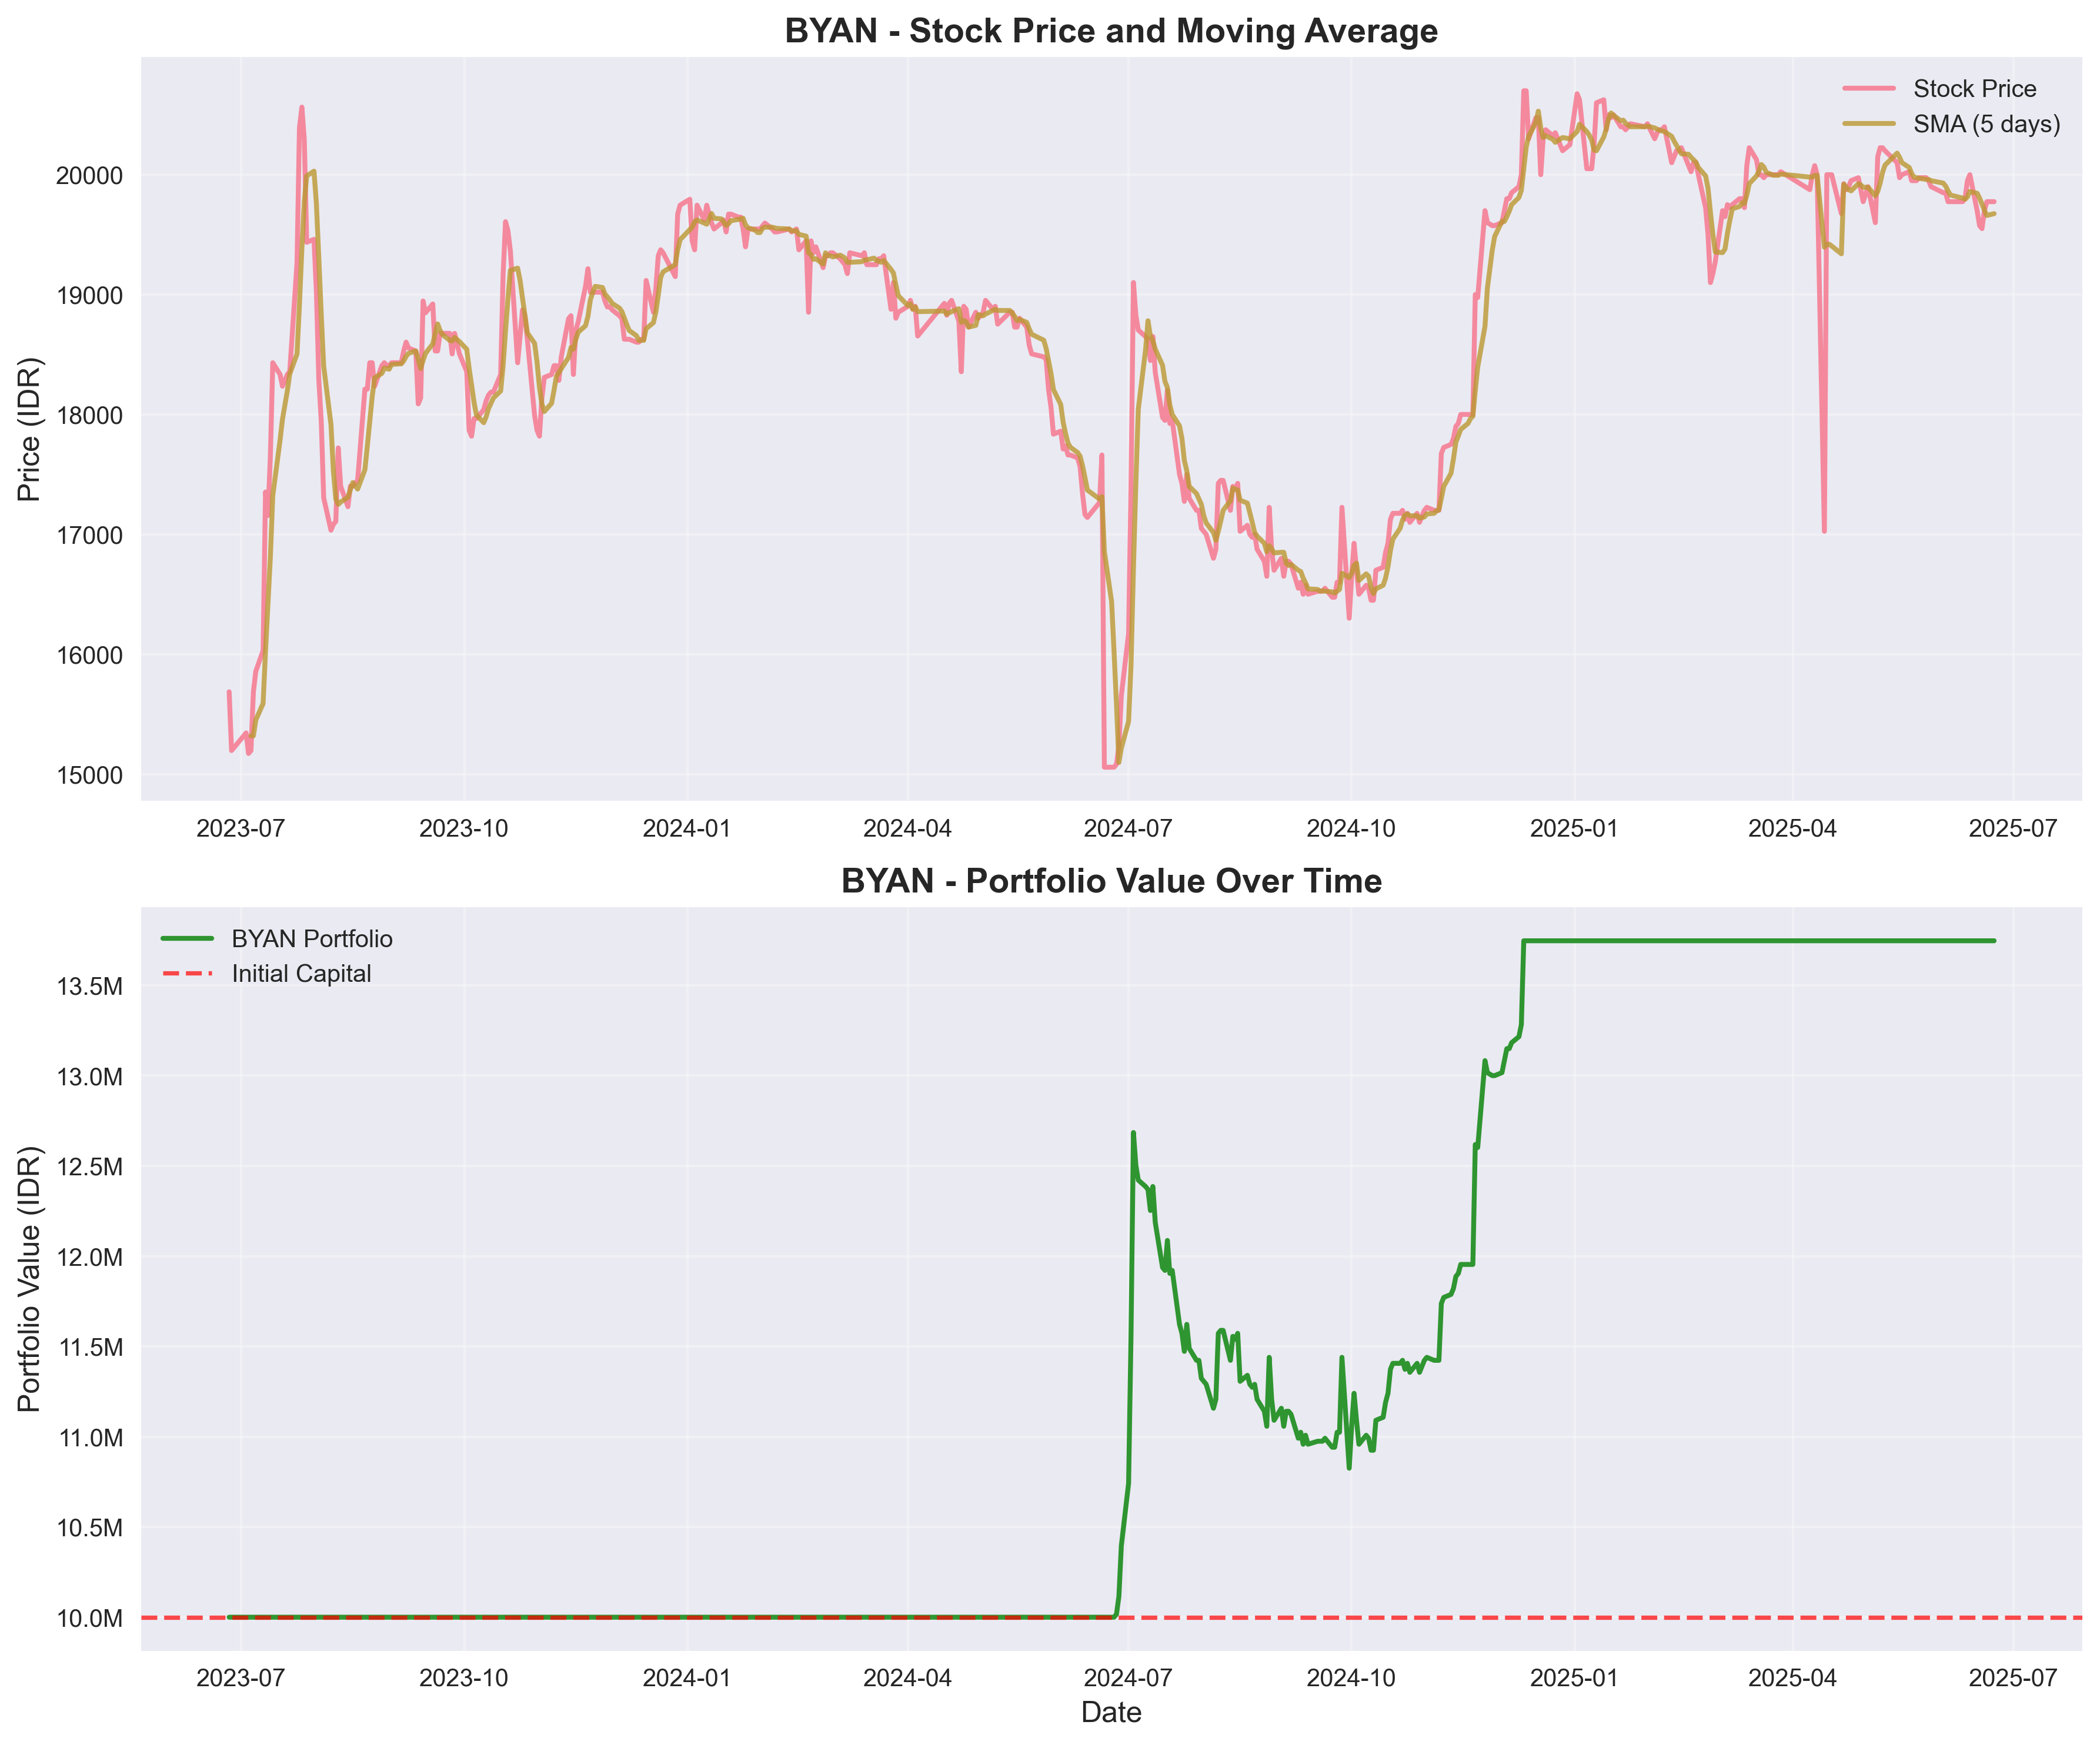 BYAN - Stock Price and Moving Average
Stock Price
SMA (5 days)
Price (IDR)
20000
19000
18000
17000
16000
15000
2023-07 2023-10 2024-01 2024-04 2024-07 2024-10 2025-01 2025-04 2025-07
BYAN - Portfolio Value Over Time
BYAN Portfolio
Initial Capital
Portfolio Value (IDR)
13.5M
13.0M
12.5M
12.0M
11.5M
11.0M
10.5M
10.0M
2023-07 2023-10 2024-01 2024-04 2024-07 2024-10 2025-01 2025-04 2025-07
Date